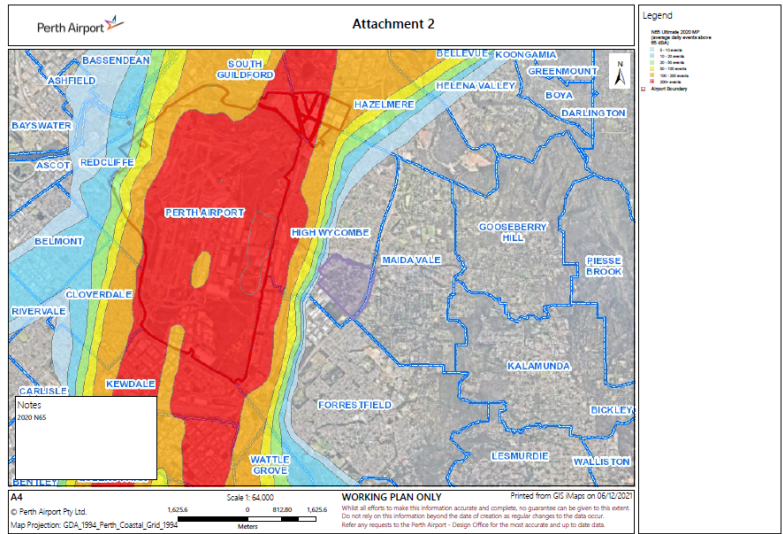 Perth Airport
Attachment 2
Legend
N65 Ultimate 2020 MP
(average daily events above
65 dBA)
5 - 10 events
10 - 20 events
20 - 50 events
50 - 100 events
100 - 200 events
200+ events
Airport Boundary
N
BASSENDEAN
SOUTH
GUILDFORD
BELLEVUE
KOONGAMIA
GREENMOUNT
ASHFIELD
HELENA VALLEY
BOYA
HAZELMERE
DARLINGTON
BAYSWATER
ASCOT
REDCLIFFE
PERTH AIRPORT
GOOSEBERRY
HILL
HIGH WYCOMBE
BELMONT
MAIDA VALE
PIESSE
BROOK
CLOVERDALE
RIVERVALE
KALAMUNDA
CARLISLE
KEWDALE
FORRESTFIELD
BICKLEY
Notes
2020 N65
WATTLE
GROVE
LESMURDIE
WALLISTON
BENTLEY
A4
Scale 1: 64,000
WORKING PLAN ONLY
Printed from GIS iMaps on 06/12/2021
© Perth Airport Pty Ltd.
1,625.6 0 812.80 1,625.6
Meters
Map Projection: GDA_1994_Perth_Coastal_Grid_1994
Whilst all efforts to make this information accurate and complete, no guarantee can be given to this extent.
Do not rely on this information beyond the date of creation as regular changes to the data occur.
Refer any requests to the Perth Airport - Design Office for the most accurate and up to date data.